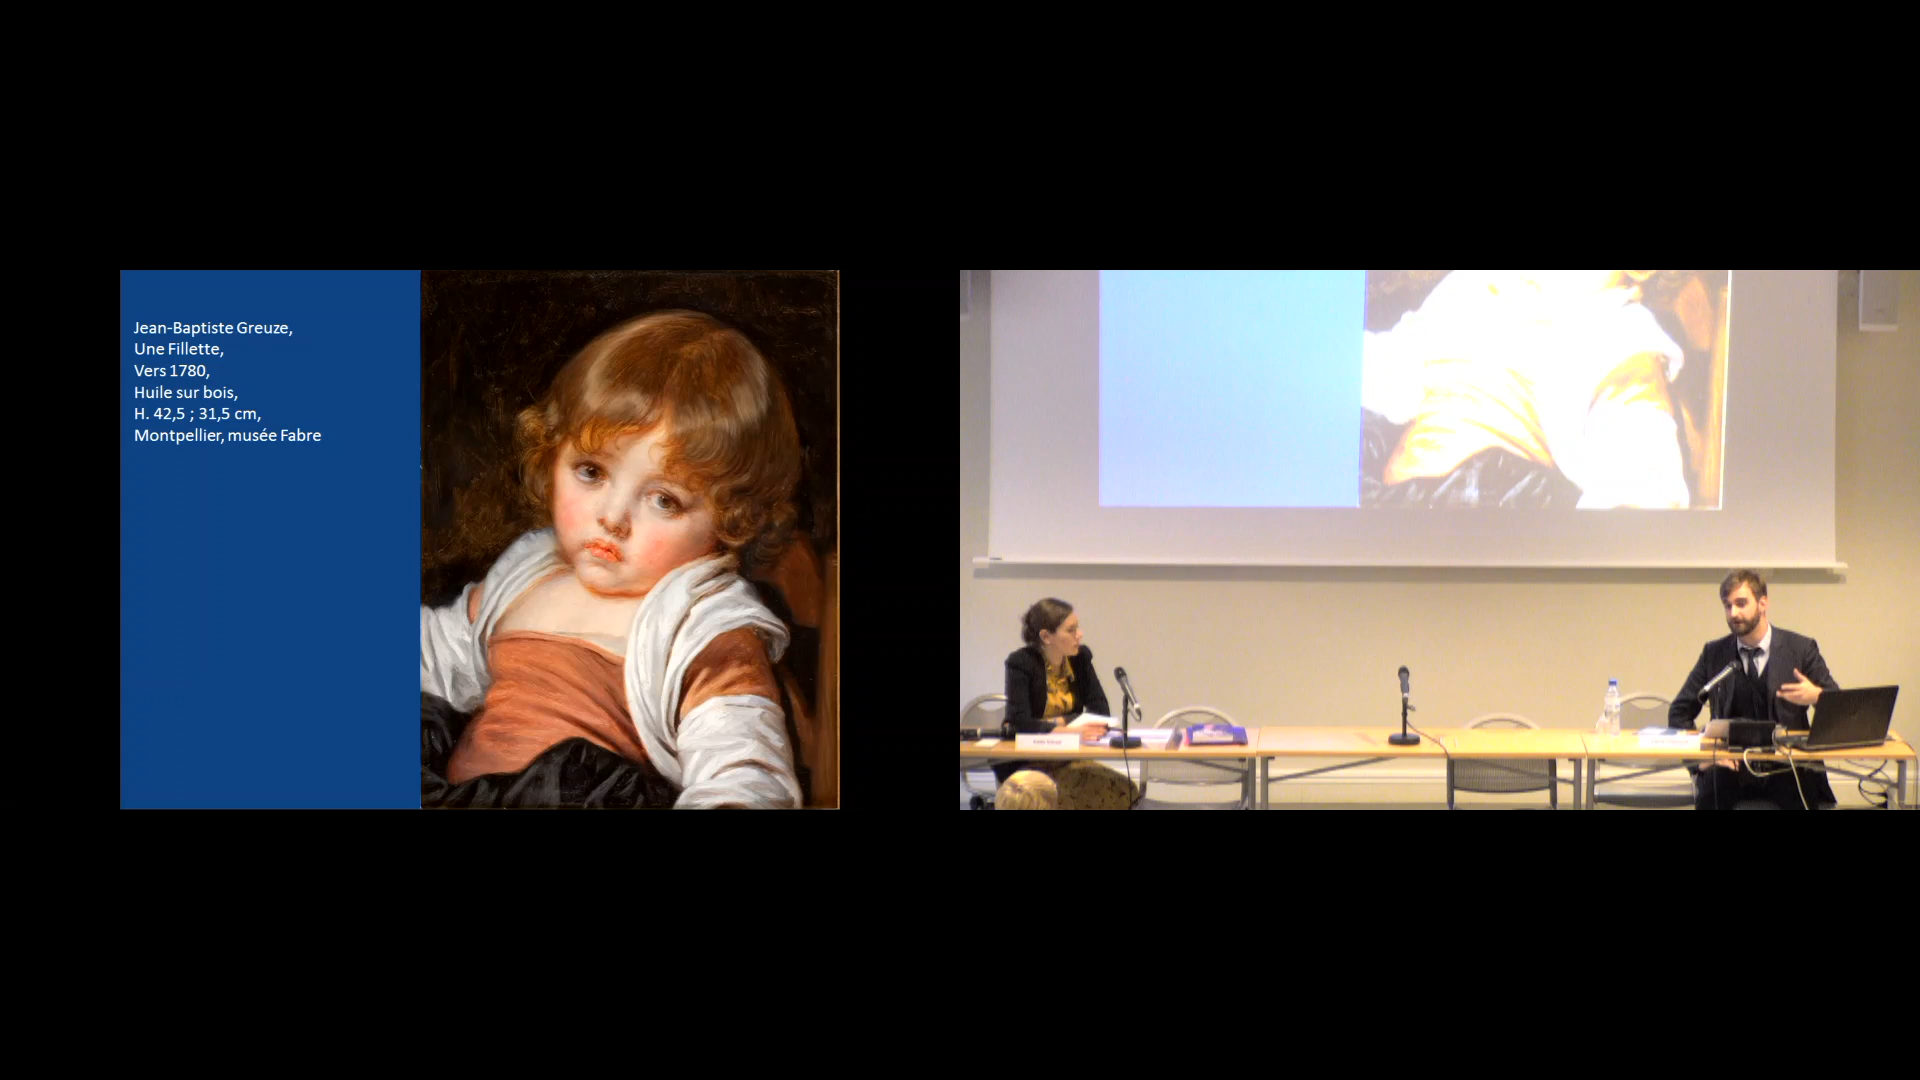 Jean-Baptiste Greuze,
Une Fillette,
Vers 1780,
Huile sur bois,
H. 42,5 ; 31,5 cm,
Montpellier, musée Fabre